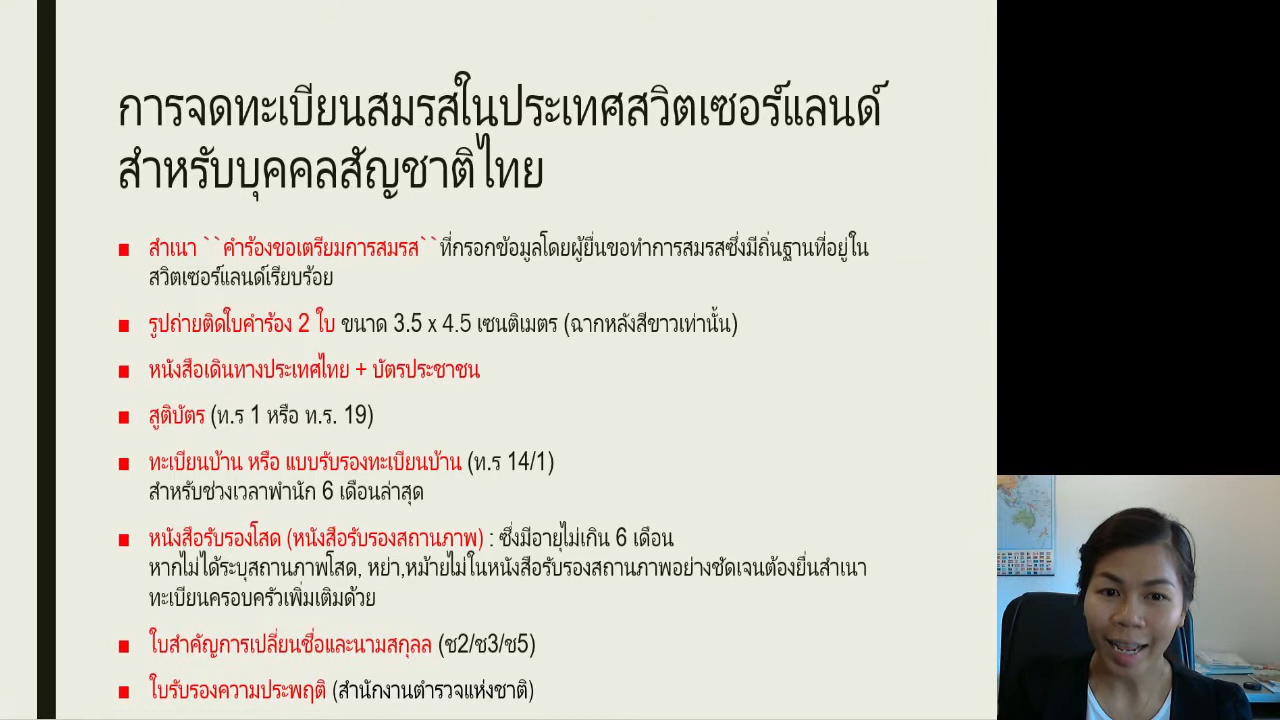 การจดทะเบียนสมรสในประเทศสวิตเซอร์แลนด์
สำหรับบุคคลสัญชาติไทย
สำเนา ``คำร้องขอเตรียมการสมรส``ที่กรอกข้อมูลโดยผู้ยื่นขอทำการสมรสซึ่งมีถิ่นฐานที่อยู่ใน
สวิตเซอร์แลนด์เรียบร้อย
รูปถ่ายติดใบคำร้อง 2 ใบ ขนาด 3.5 x 4.5 เซนติเมตร (ฉากหลังสีขาวเท่านั้น)
หนังสือเดินทางประเทศไทย + บัตรประชาชน
สูติบัตร (ท.ร 1 หรือ ท.ร. 19)
ทะเบียนบ้าน หรือ แบบรับรองทะเบียนบ้าน (ท.ร 14/1)
สำหรับช่วงเวลาพำนัก 6 เดือนล่าสุด
หนังสือรับรองโสด (หนังสือรับรองสถานภาพ) : ซึ่งมีอายุไม่เกิน 6 เดือน
หากไม่ได้ระบุสถานภาพโสด, หย่า,หม้ายไม่ในหนังสือรับรองสถานภาพอย่างชัดเจนต้องยื่นสำเนา
ทะเบียนครอบครัวเพิ่มเติมด้วย
ใบสำคัญการเปลี่ยนชื่อและนามสกุลล (ช2/ช3/ช5)
ใบรับรองความประพฤติ (สำนักงานตำรวจแห่งชาติ)